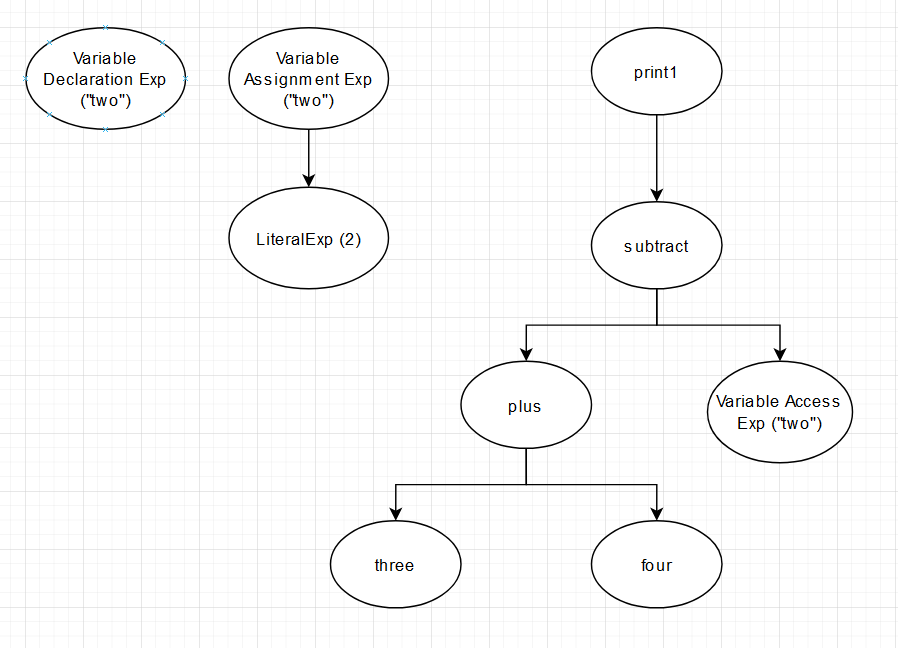 Variable
Declaration Exp
("two")
Variable
Assignment Exp
("two")
print1
LiteralExp (2)
subtract
plus
Variable Access
Exp ("two")
three
four